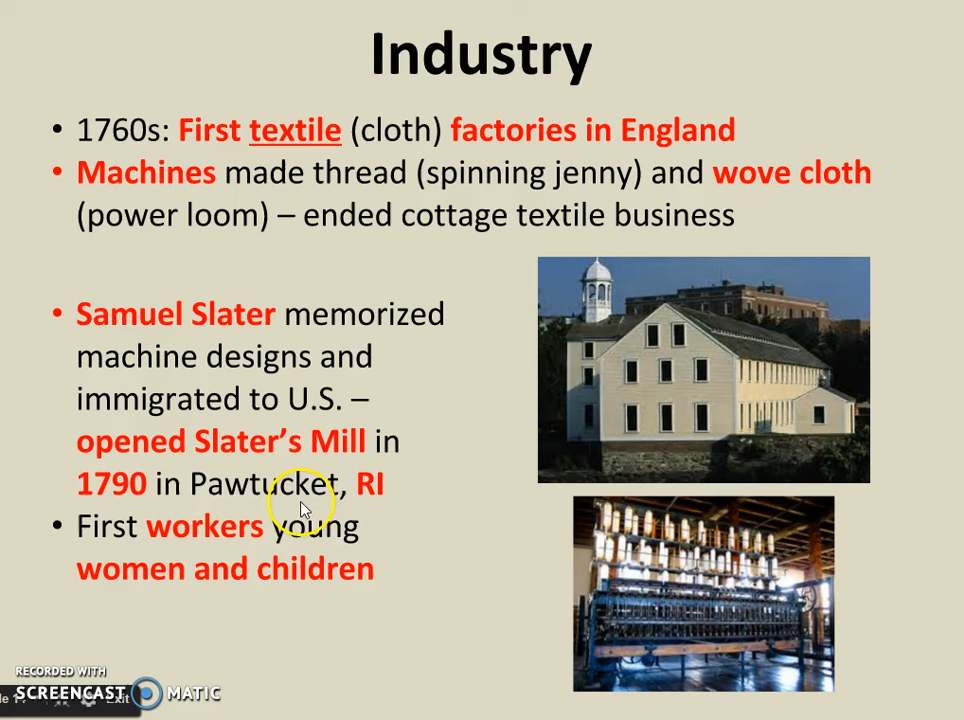 Industry
• 1760s: First textile (cloth) factories in England
• Machines made thread (spinning jenny) and wove cloth
(power loom) – ended cottage textile business
• Samuel Slater memorized
machine designs and
immigrated to U.S. –
opened Slater’s Mill in
1790 in Pawtucket, RI
• First workers young
women and children
RECORDED WITH
SCREENCAST MATIC
Exit